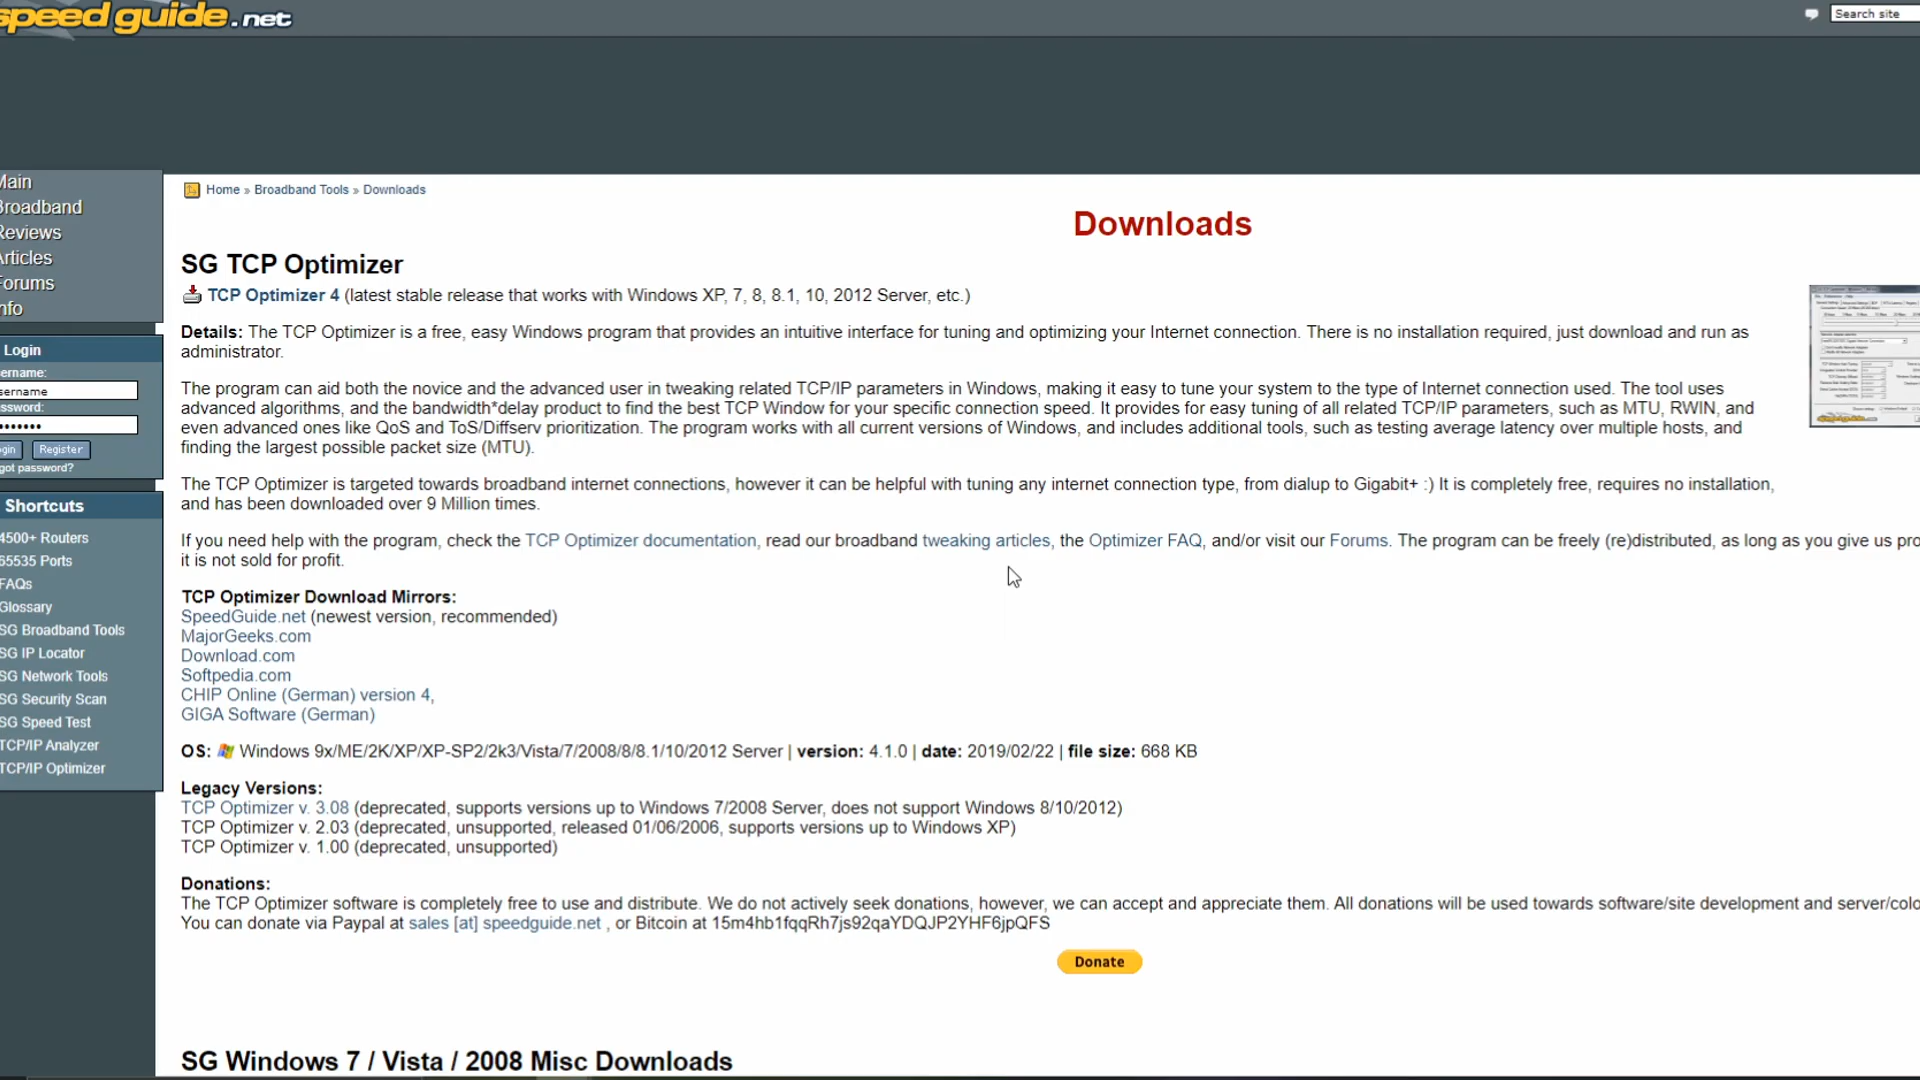 speed guide.net
Search site
Main
Broadband
Reviews
Articles
Forums
Info
Login
ername:
sername
ssword:
gin
Register
got password?
Shortcuts
4500+ Routers
65535 Ports
FAQs
Glossary
SG Broadband Tools
SG IP Locator
SG Network Tools
SG Security Scan
SG Speed Test
TCP/IP Analyzer
TCP/IP Optimizer
Home » Broadband Tools » Downloads
Downloads
SG TCP Optimizer
TCP Optimizer 4 (latest stable release that works with Windows XP, 7, 8, 8.1, 10, 2012 Server, etc.)
Details: The TCP Optimizer is a free, easy Windows program that provides an intuitive interface for tuning and optimizing your Internet connection. There is no installation required, just download and run as
administrator.
The program can aid both the novice and the advanced user in tweaking related TCP/IP parameters in Windows, making it easy to tune your system to the type of Internet connection used. The tool uses
advanced algorithms, and the bandwidth*delay product to find the best TCP Window for your specific connection speed. It provides for easy tuning of all related TCP/IP parameters, such as MTU, RWIN, and
even advanced ones like QoS and ToS/Diffserv prioritization. The program works with all current versions of Windows, and includes additional tools, such as testing average latency over multiple hosts, and
finding the largest possible packet size (MTU).
The TCP Optimizer is targeted towards broadband internet connections, however it can be helpful with tuning any internet connection type, from dialup to Gigabit+ :) It is completely free, requires no installation,
and has been downloaded over 9 Million times.
If you need help with the program, check the TCP Optimizer documentation, read our broadband tweaking articles, the Optimizer FAQ, and/or visit our Forums. The program can be freely (re)distributed, as long as you give us pro
it is not sold for profit.
TCP Optimizer Download Mirrors:
SpeedGuide.net (newest version, recommended)
MajorGeeks.com
Download.com
Softpedia.com
CHIP Online (German) version 4,
GIGA Software (German)
OS: Windows 9x/ME/2K/XP/XP-SP2/2k3/Vista/7/2008/8/8.1/10/2012 Server | version: 4.1.0 | date: 2019/02/22 | file size: 668 KB
Legacy Versions:
TCP Optimizer v. 3.08 (deprecated, supports versions up to Windows 7/2008 Server, does not support Windows 8/10/2012)
TCP Optimizer v. 2.03 (deprecated, unsupported, released 01/06/2006, supports versions up to Windows XP)
TCP Optimizer v. 1.00 (deprecated, unsupported)
Donations:
The TCP Optimizer software is completely free to use and distribute. We do not actively seek donations, however, we can accept and appreciate them. All donations will be used towards software/site development and server/colo
You can donate via Paypal at sales [at] speedguide.net , or Bitcoin at 15m4hb1fqqRh7js92qaYDQJP2YHF6jpQFS
Donate
SG Windows 7 / Vista / 2008 Misc Downloads